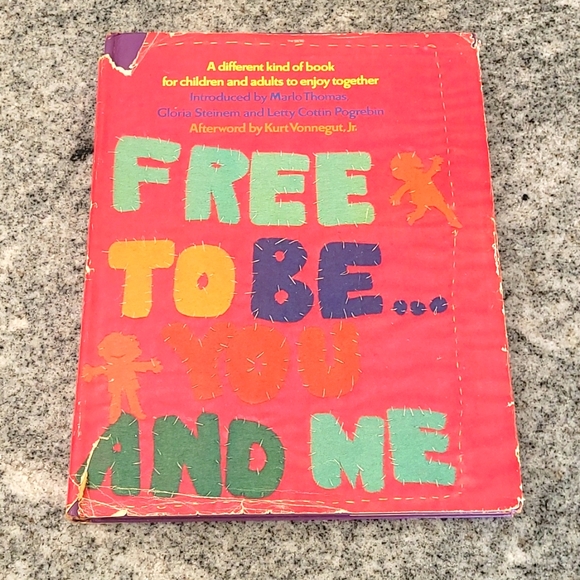 A different kind of book
for children and adults to enjoy together
Introduced by Marlo Thomas,
Gloria Steinem and Letty Cottin Pogrebin
Afterword by Kurt Vonnegut, Jr.
FREE
TO BE...
YOU
AND ME